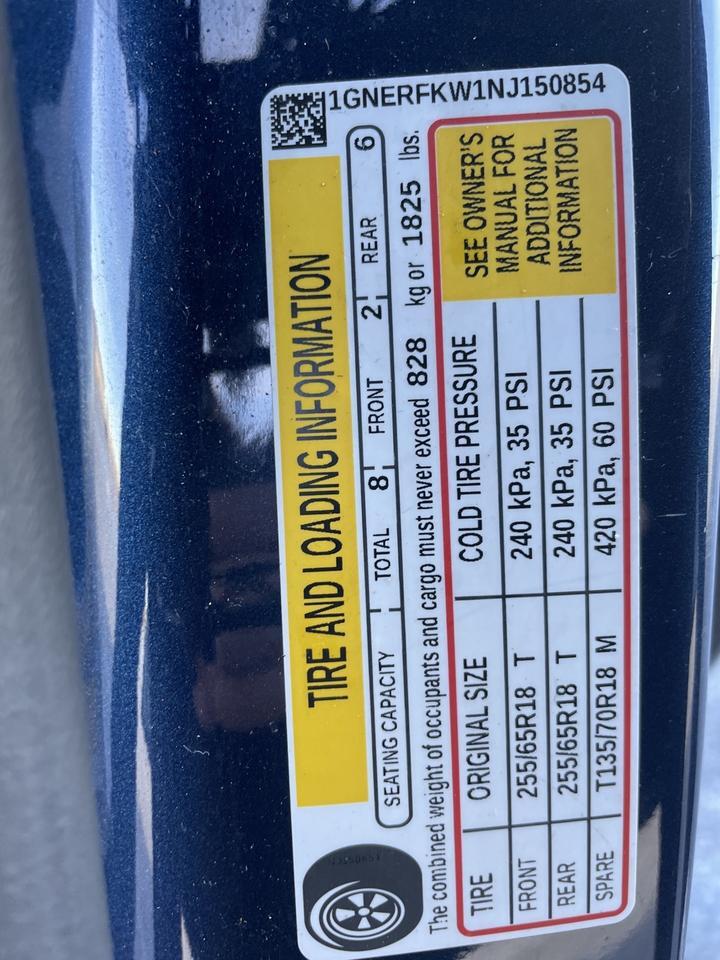 1GNERFKW1NJ150854
TIRE AND LOADING INFORMATION
SEATING CAPACITY TOTAL 8 FRONT 2 REAR 6
The combined weight of occupants and cargo must never exceed 828 kg or 1825 lbs.
TIRE ORIGINAL SIZE COLD TIRE PRESSURE
FRONT 255/65R18 T 240 kPa, 35 PSI
REAR 255/65R18 T 240 kPa, 35 PSI
SPARE T135/70R18 M 420 kPa, 60 PSI
SEE OWNER'S
MANUAL FOR
ADDITIONAL
INFORMATION